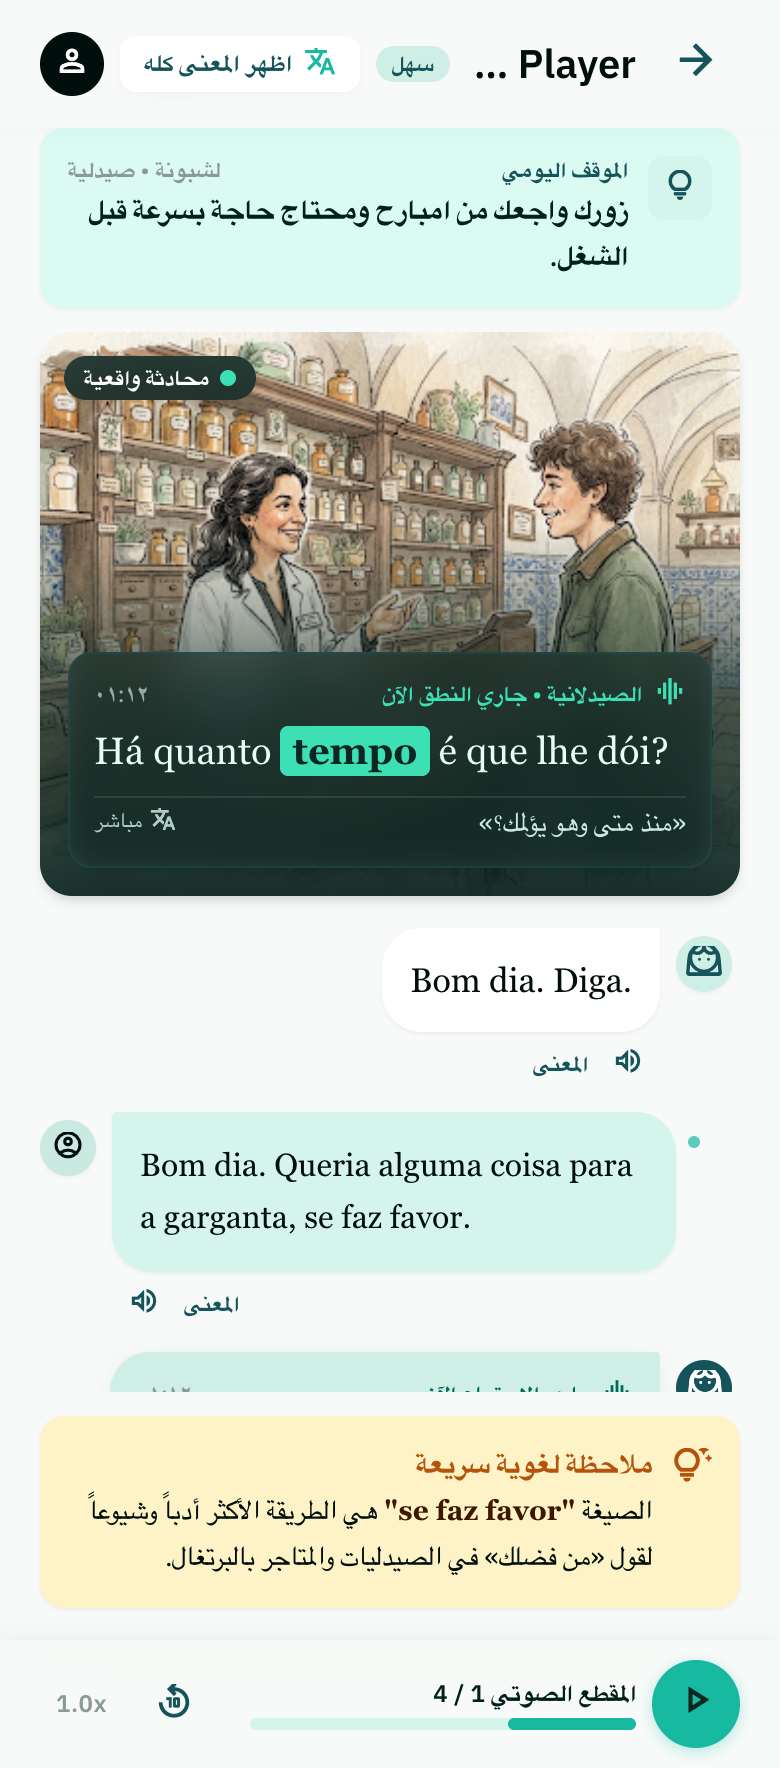 Player ...
سهل
اظهر المعنى كله
الموقف اليومي
لشبونة • صيدلية
زورك واجعك من امبارح ومحتاج حاجة بسرعة قبل
الشغل.
محادثة واقعية
الصيدلانية • جاري النطق الآن
٠١:١٢
Há quanto tempo é que lhe dói?
«منذ متى وهو يؤلمك؟»
مباشر
Bom dia. Diga.
المعنى
Bom dia. Queria alguma coisa para
a garganta, se faz favor.
المعنى
ملاحظة لغوية سريعة
الصيغة "se faz favor" هي الطريقة الأكثر أدباً وشيوعاً
لقول «من فضلك» في الصيدليات والمتاجر بالبرتغال.
المقطع الصوتي 1 / 4
10
1.0x